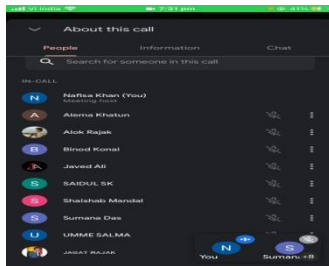 Vi India
7:31 pm
41%
About this call
People
Information
Chat
Search for someone in this call
IN-CALL
N
Nafisa Khan (You)
Meeting host
A
Alema Khatun
Alok Rajak
B
Binod Konai
Javed Ali
S
SAIDUL SK
S
Shaishab Mandal
S
Sumana Das
U
UMME SALMA
JAGAT RAJAK
N
S
You
Suman:+8